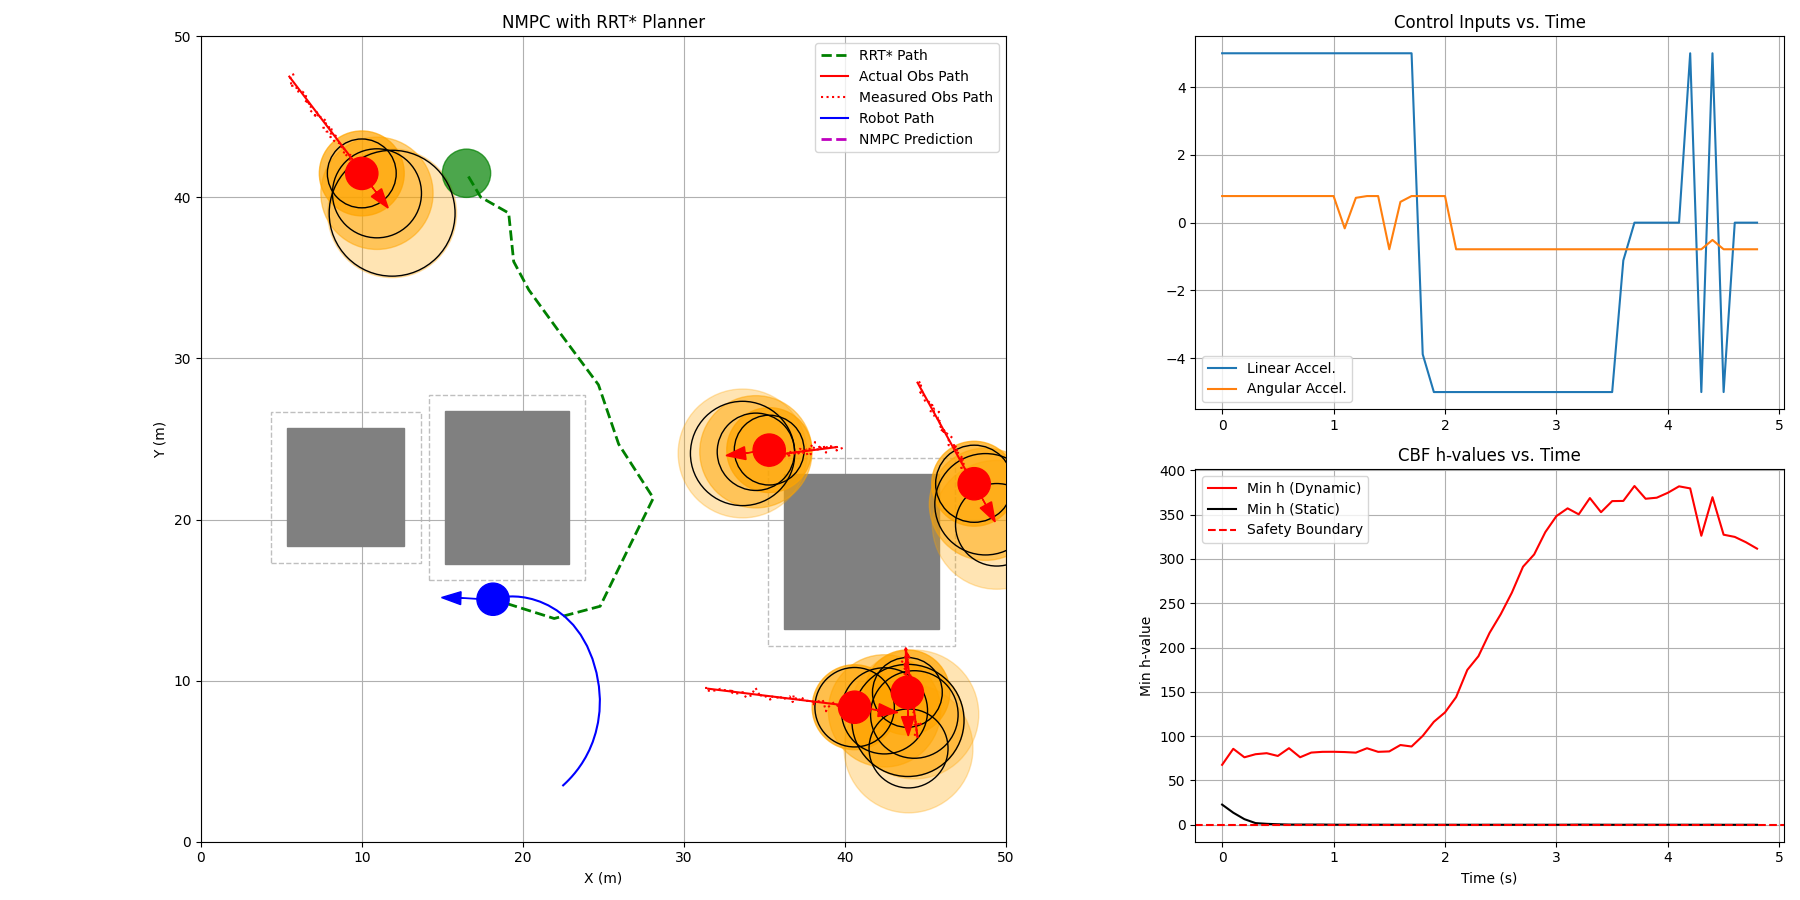 NMPC with RRT* Planner
50
40
30
20
10
0
0
10
20
30
40
50
Y (m)
X (m)
RRT* Path
Actual Obs Path
Measured Obs Path
Robot Path
NMPC Prediction
Control Inputs vs. Time
4
2
0
−2
−4
0
1
2
3
4
5
Linear Accel.
Angular Accel.
CBF h-values vs. Time
400
350
300
250
200
150
100
50
0
0
1
2
3
4
5
Min h-value
Time (s)
Min h (Dynamic)
Min h (Static)
Safety Boundary